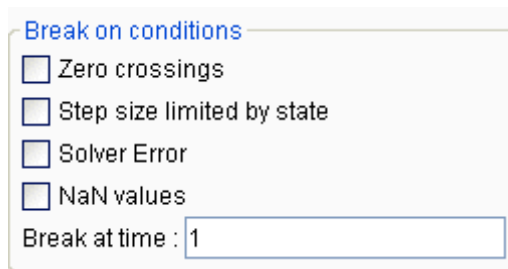 Break on conditions
Zero crossings
Step size limited by state
Solver Error
NaN values
Break at time : 1